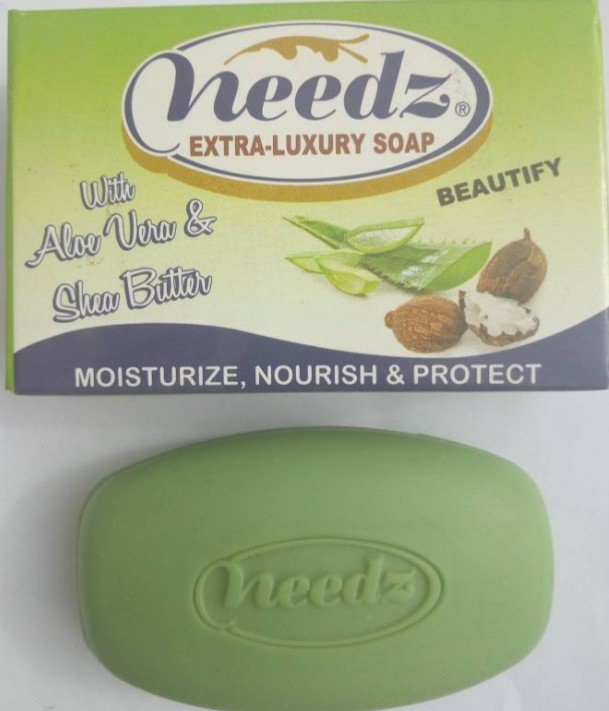 needz®
EXTRA-LUXURY SOAP
BEAUTIFY
With
Aloe Vera &
Shea Butter
MOISTURIZE, NOURISH & PROTECT
needz